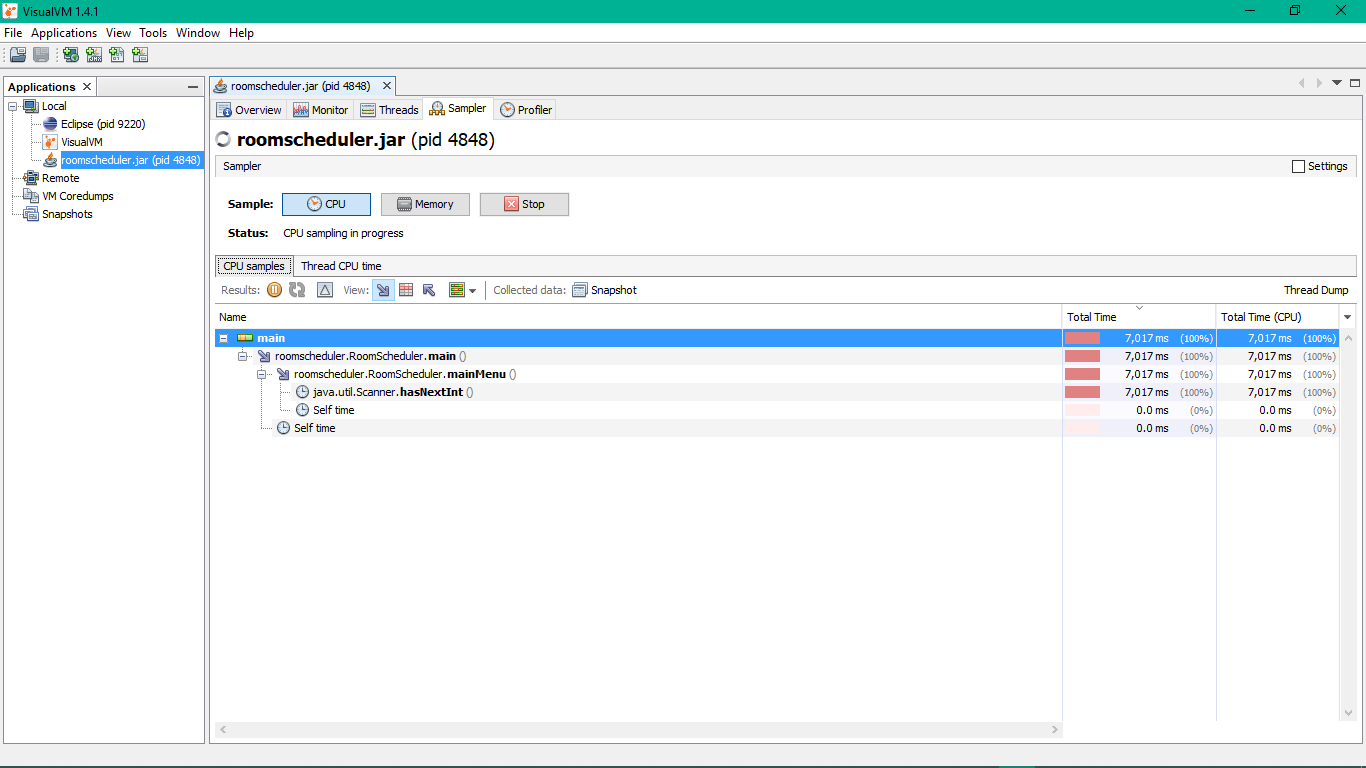 VisualVM 1.4.1
File Applications View Tools Window Help
Applications
Local
Eclipse (pid 9220)
VisualVM
roomscheduler.jar (pid 4848)
Remote
VM Coredumps
Snapshots
roomscheduler.jar (pid 4848)
Overview Monitor Threads Sampler Profiler
roomscheduler.jar (pid 4848)
Sampler Settings
Sample: CPU Memory Stop
Status: CPU sampling in progress
CPU samples Thread CPU time
Results: View: Collected data: Snapshot Thread Dump
Name Total Time Total Time (CPU)
main 7,017 ms (100%) 7,017 ms (100%)
roomscheduler.RoomScheduler.main () 7,017 ms (100%) 7,017 ms (100%)
roomscheduler.RoomScheduler.mainMenu () 7,017 ms (100%) 7,017 ms (100%)
java.util.Scanner.hasNextInt () 7,017 ms (100%) 7,017 ms (100%)
Self time 0.0 ms (0%) 0.0 ms (0%)
Self time 0.0 ms (0%) 0.0 ms (0%)